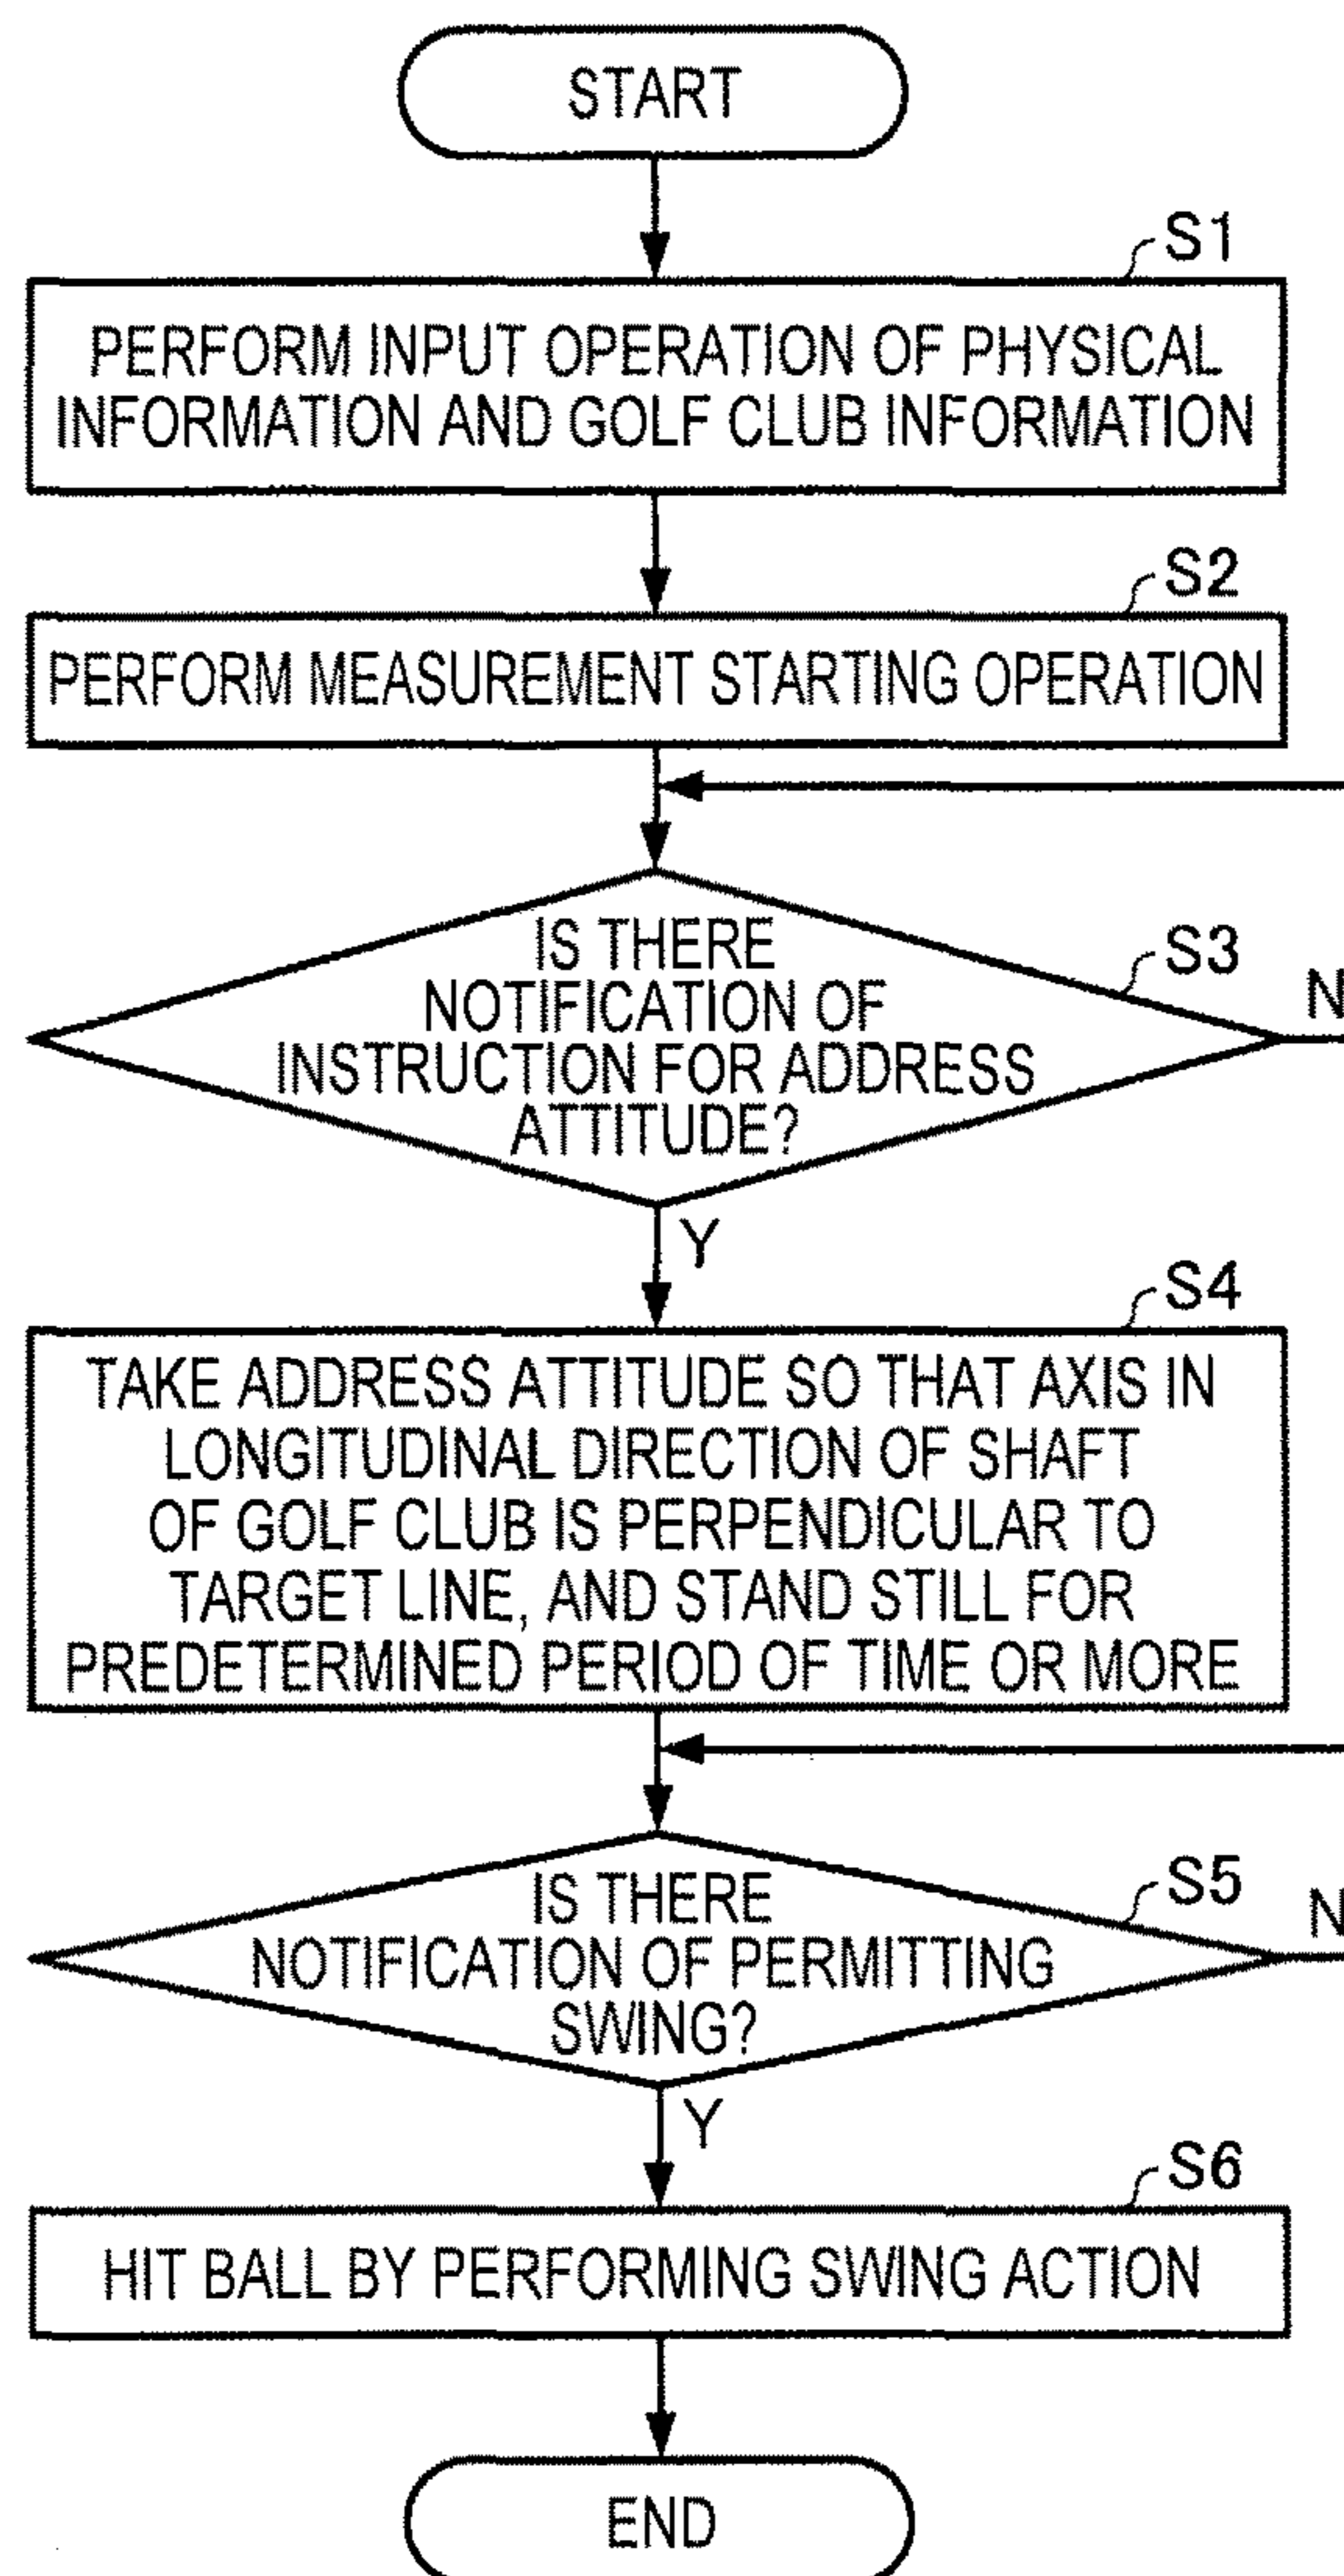 START
S1
PERFORM INPUT OPERATION OF PHYSICAL
INFORMATION AND GOLF CLUB INFORMATION
S2
PERFORM MEASUREMENT STARTING OPERATION
IS THERE
NOTIFICATION OF
INSTRUCTION FOR ADDRESS
ATTITUDE?
S3
N
Y
S4
TAKE ADDRESS ATTITUDE SO THAT AXIS IN
LONGITUDINAL DIRECTION OF SHAFT
OF GOLF CLUB IS PERPENDICULAR TO
TARGET LINE, AND STAND STILL FOR
PREDETERMINED PERIOD OF TIME OR MORE
IS THERE
NOTIFICATION OF PERMITTING
SWING?
S5
N
Y
S6
HIT BALL BY PERFORMING SWING ACTION
END